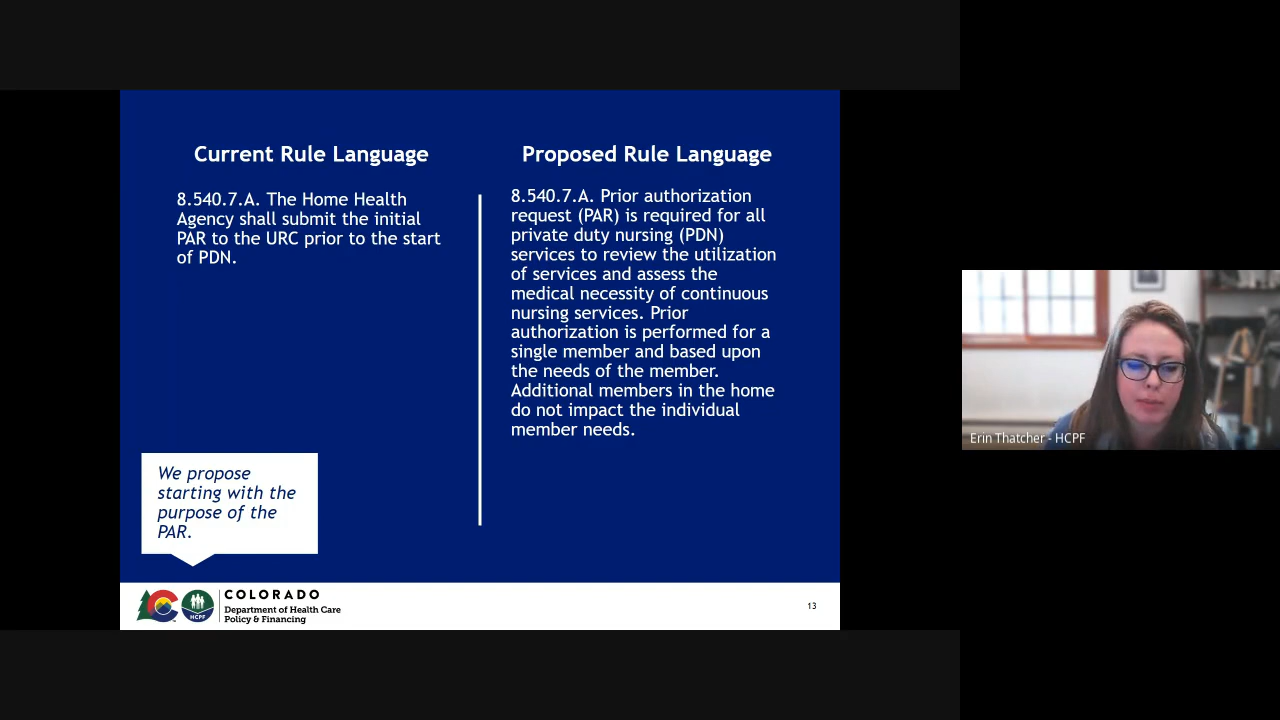 Current Rule Language
8.540.7.A. The Home Health
Agency shall submit the initial
PAR to the URC prior to the start
of PDN.
Proposed Rule Language
8.540.7.A. Prior authorization
request (PAR) is required for all
private duty nursing (PDN)
services to review the utilization
of services and assess the
medical necessity of continuous
nursing services. Prior
authorization is performed for a
single member and based upon
the needs of the member.
Additional members in the home
do not impact the individual
member needs.
We propose
starting with the
purpose of the
PAR.
HCPF
COLORADO
Department of Health Care
Policy & Financing
13
Erin Thatcher - HCPF